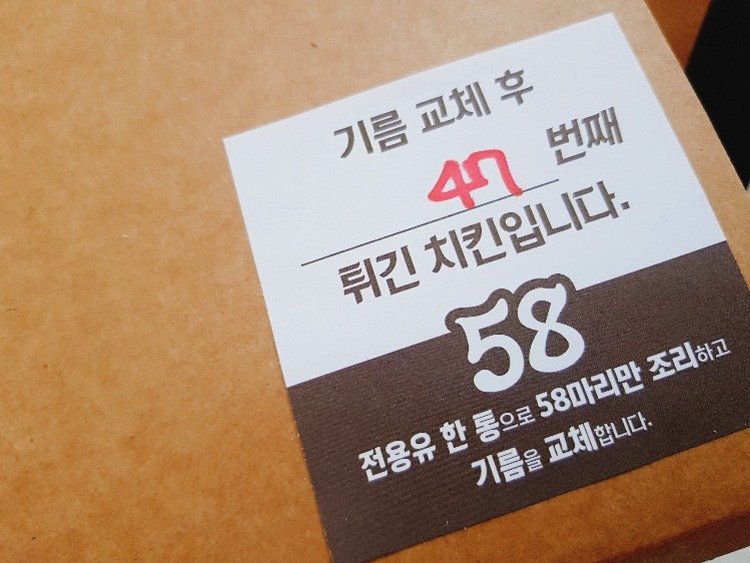 기름 교체 후
47 번째
튀긴 치킨입니다.
58
전용유 한 통으로 58마리만 조리하고
기름을 교체합니다.